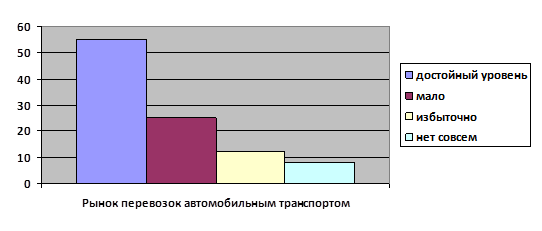 60
50
40
30
20
10
0
Рынок перевозок автомобильным транспортом
достойный уровень
мало
избыточно
нет совсем